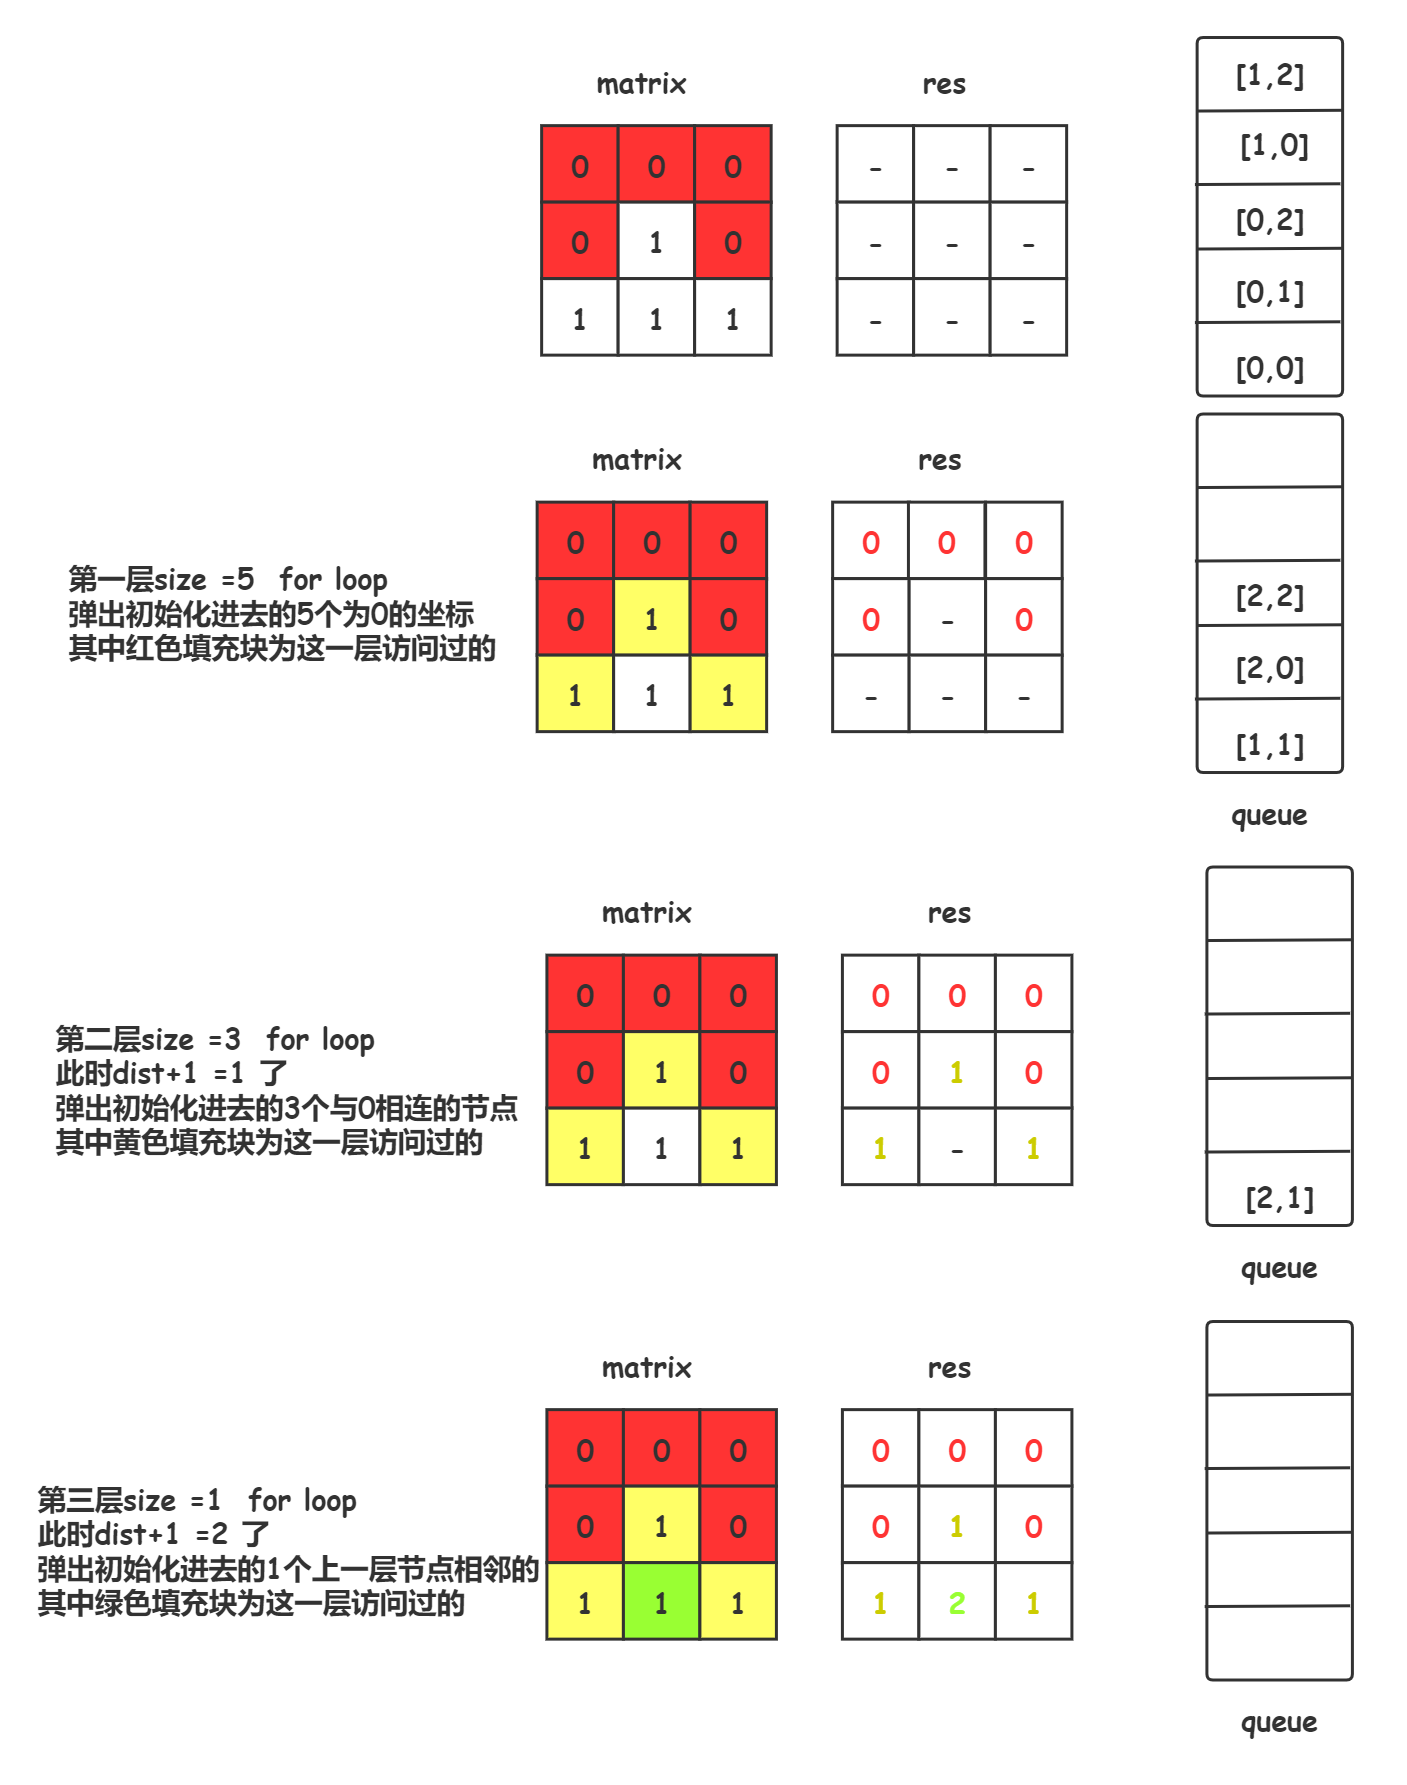 matrix
res
0 0 0
0 1 0
1 1 1
- - -
- - -
- - -
[1,2]
[1,0]
[0,2]
[0,1]
[0,0]
第一层size =5 for loop
弹出初始化进去的5个为0的坐标
其中红色填充块为这一层访问过的
matrix
res
0 0 0
0 1 0
1 1 1
0 0 0
0 - 0
- - -
[2,2]
[2,0]
[1,1]
queue
第二层size =3 for loop
此时dist+1 =1 了
弹出初始化进去的3个与0相连的节点
其中黄色填充块为这一层访问过的
matrix
res
0 0 0
0 1 0
1 1 1
0 0 0
0 1 0
1 - 1
[2,1]
queue
第三层size =1 for loop
此时dist+1 =2 了
弹出初始化进去的1个上一层节点相邻的
其中绿色填充块为这一层访问过的
matrix
res
0 0 0
0 1 0
1 1 1
0 0 0
0 1 0
1 2 1
queue